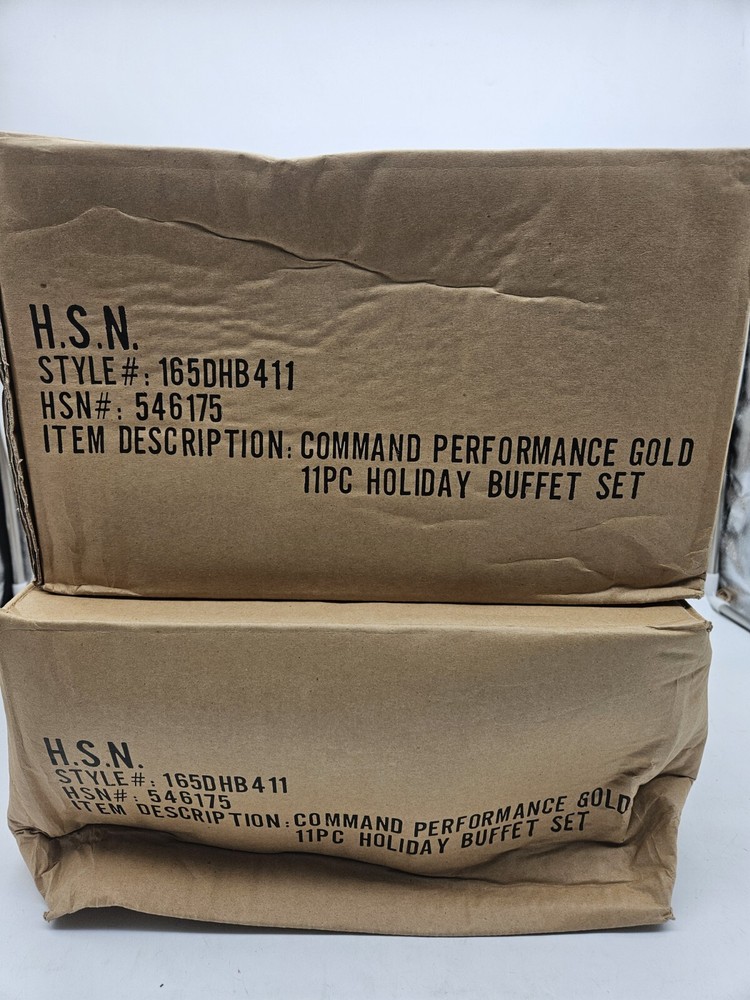 H.S.N.
STYLE#: 165DHB411
HSN#: 546175
ITEM DESCRIPTION: COMMAND PERFORMANCE GOLD
11PC HOLIDAY BUFFET SET
H.S.N.
STYLE#: 165DHB411
HSN#: 546175
ITEM DESCRIPTION: COMMAND PERFORMANCE GOLD
11PC HOLIDAY BUFFET SET